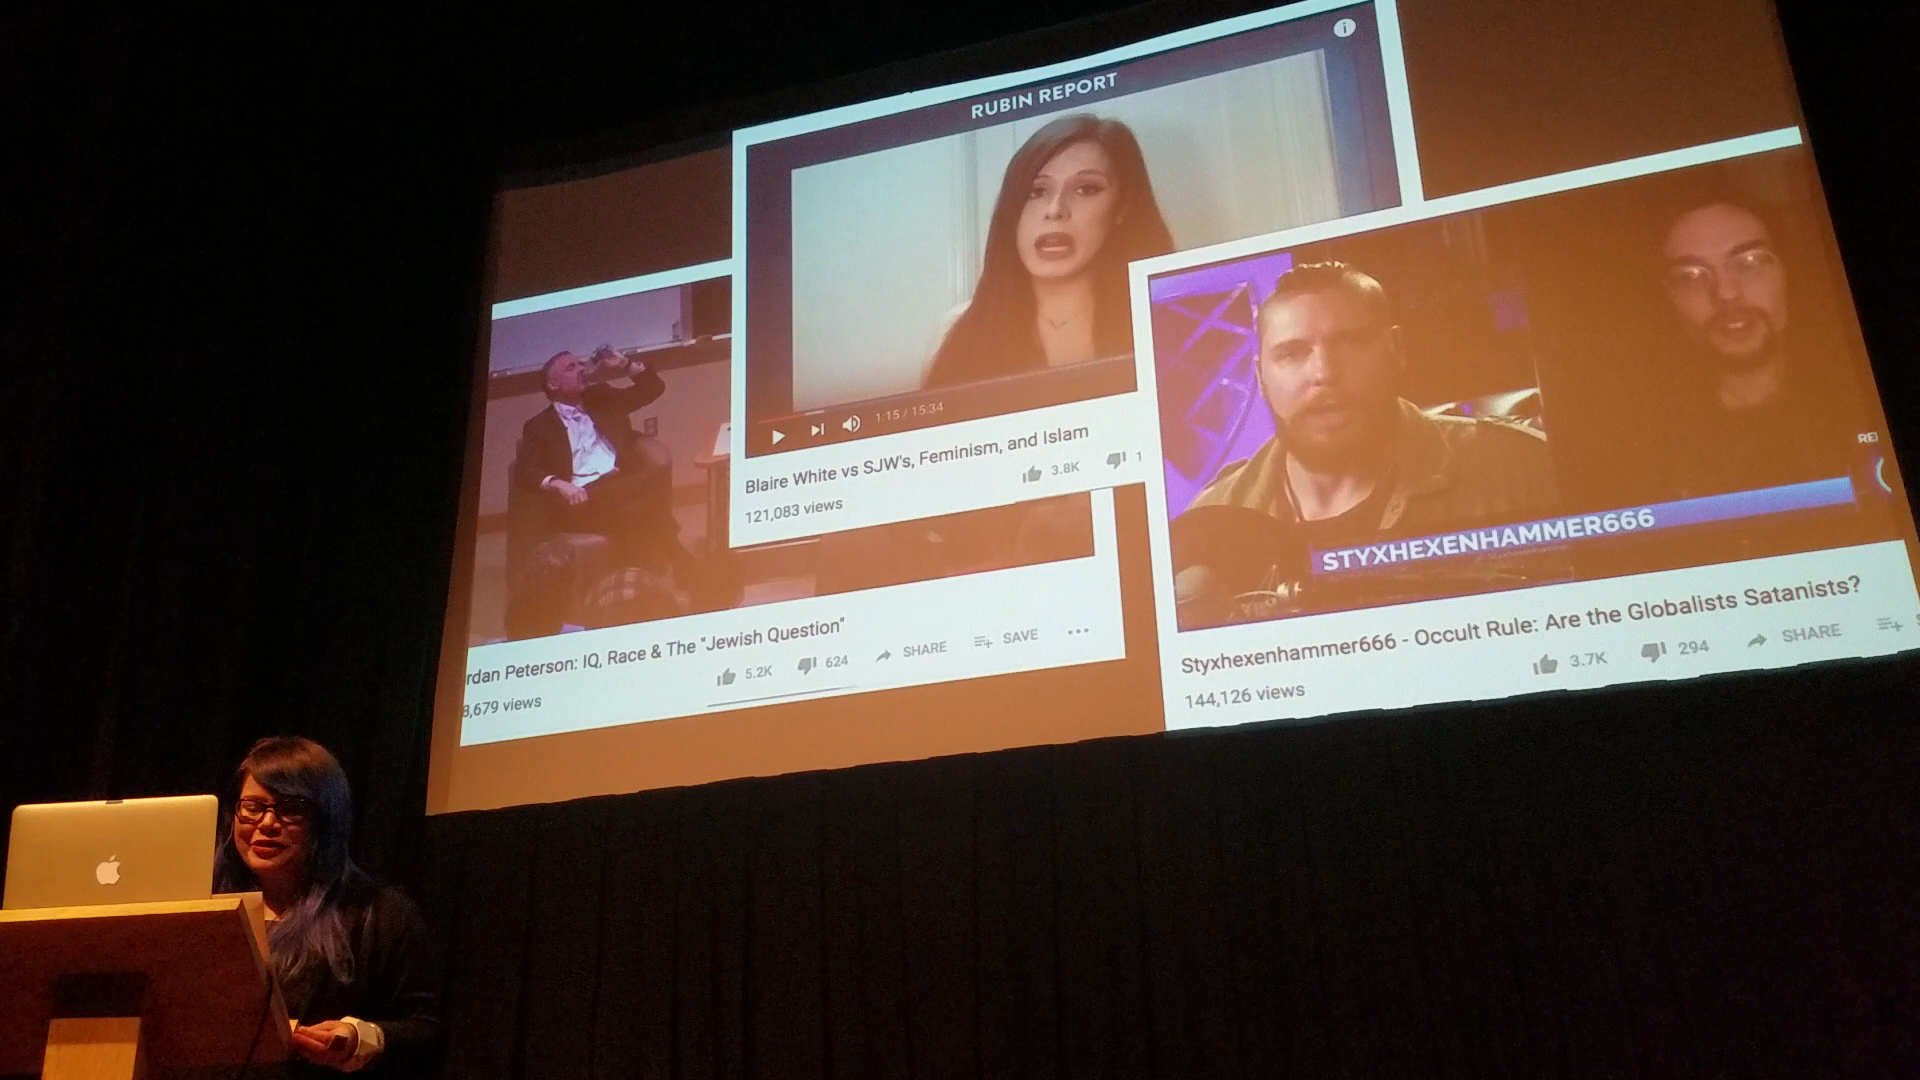 RUBIN REPORT
1:15 / 15:34
Blaire White vs SJW's, Feminism, and Islam
121,083 views
3.8K
1
rdan Peterson: IQ, Race & The "Jewish Question"
8,679 views
5.2K
624
SHARE
SAVE
REI
STYXHEXENHAMMER666
Styxhexenhammer666 - Occult Rule: Are the Globalists Satanists?
144,126 views
3.7K
294
SHARE
S